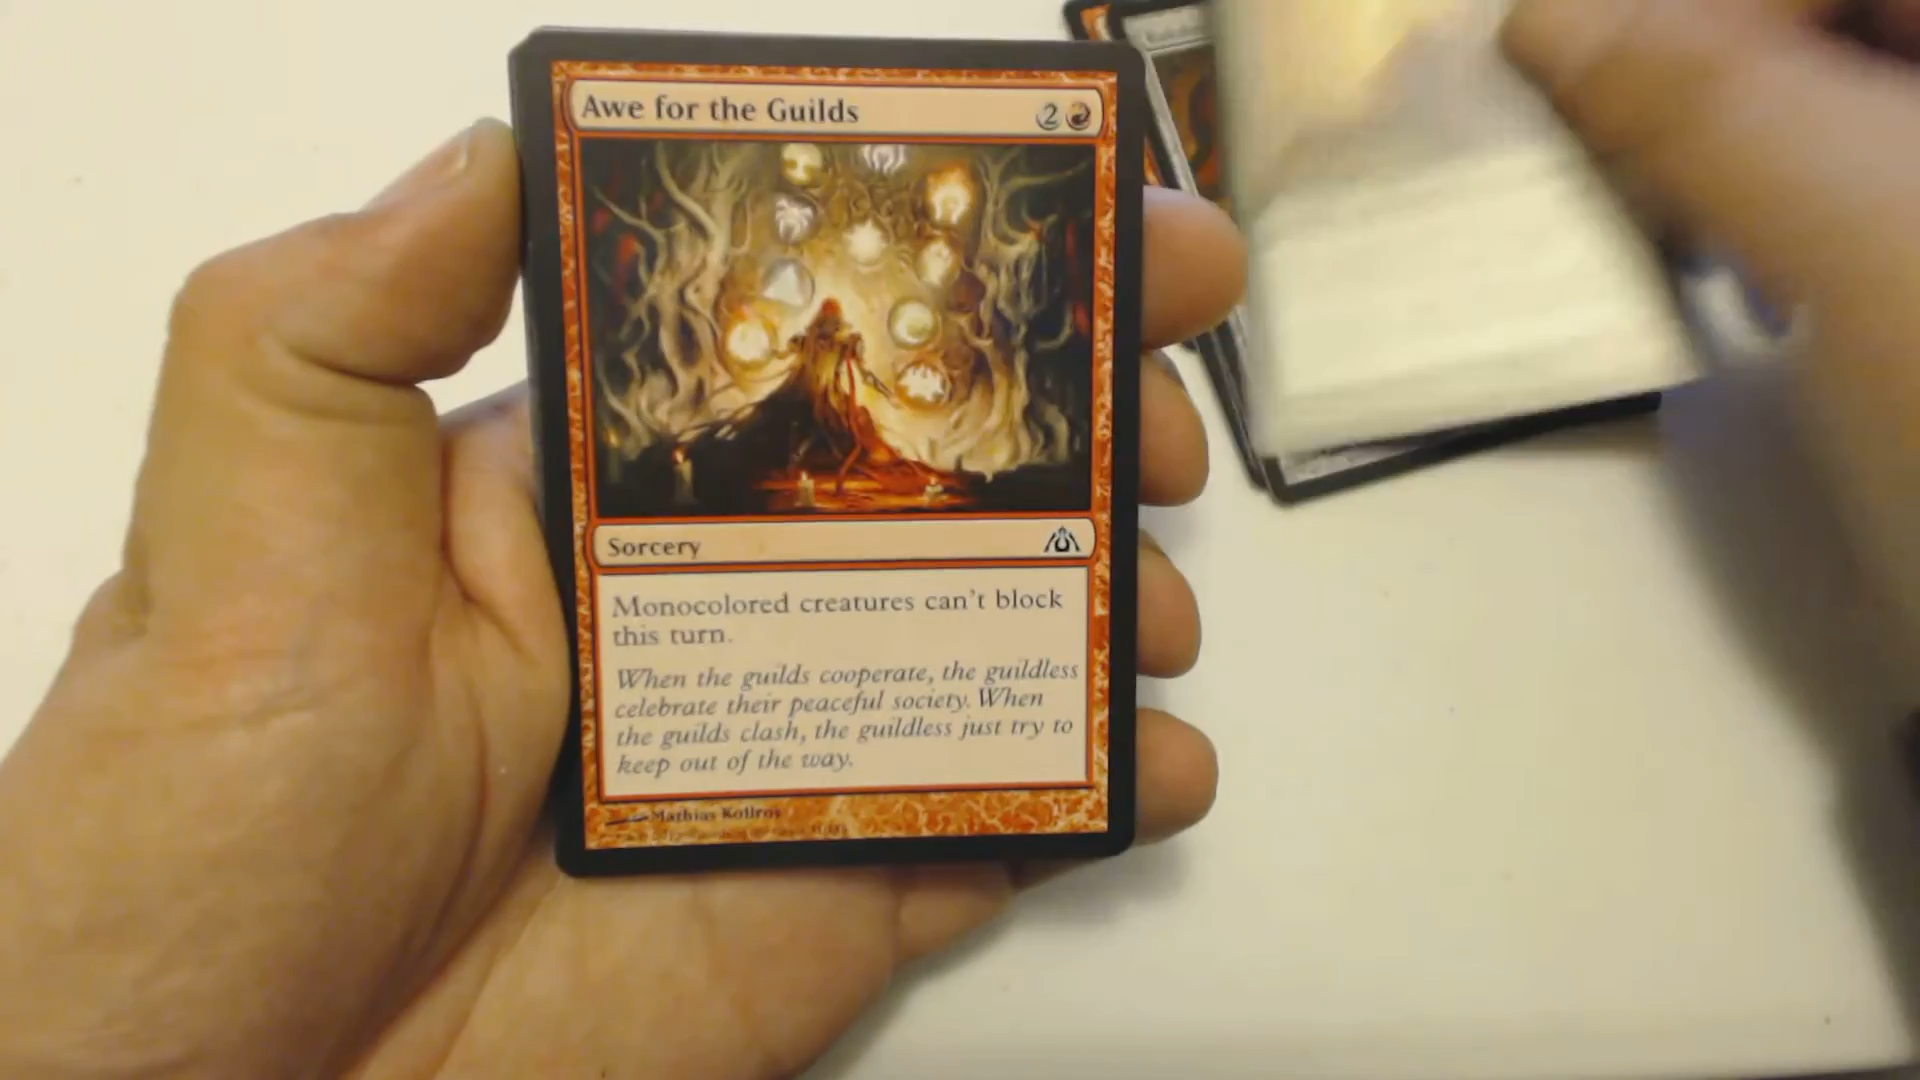 Awe for the Guilds 2
Sorcery
Monocolored creatures can't block
this turn.
When the guilds cooperate, the guildless
celebrate their peaceful society. When
the guilds clash, the guildless just try to
keep out of the way.
Mathias Kollros